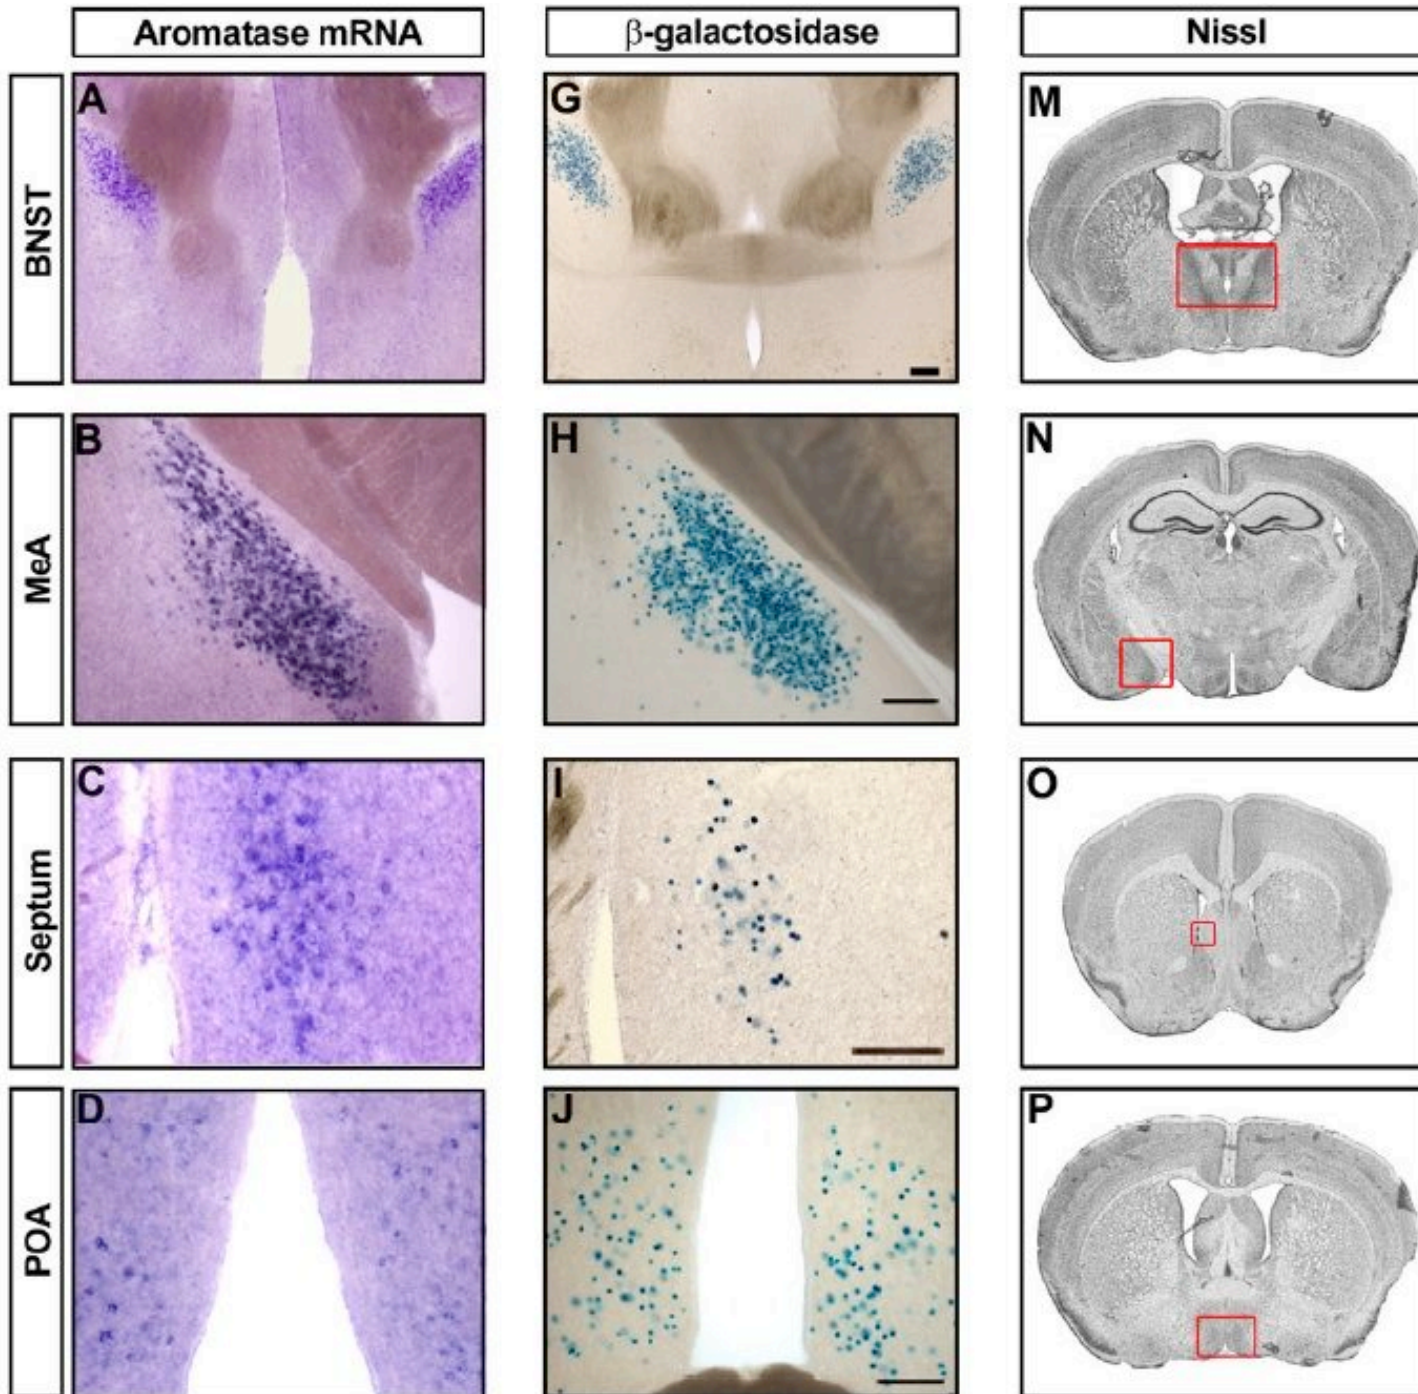 Aromatase mRNA
β-galactosidase
Nissl
BNST
A
G
M
MeA
B
H
N
Septum
C
I
O
POA
D
J
P